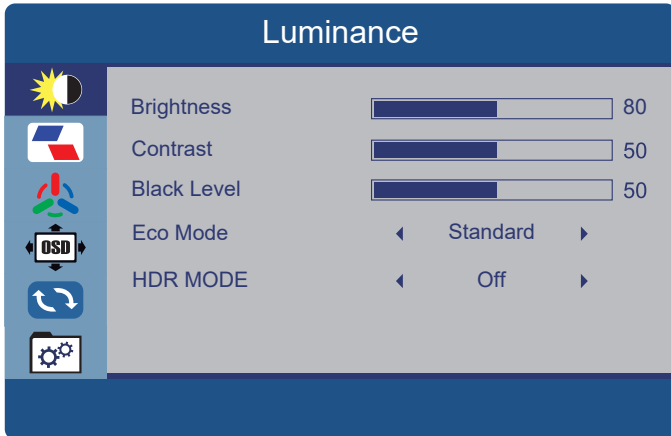 Luminance
Brightness 80
Contrast 50
Black Level 50
Eco Mode Standard
OSD
HDR MODE Off